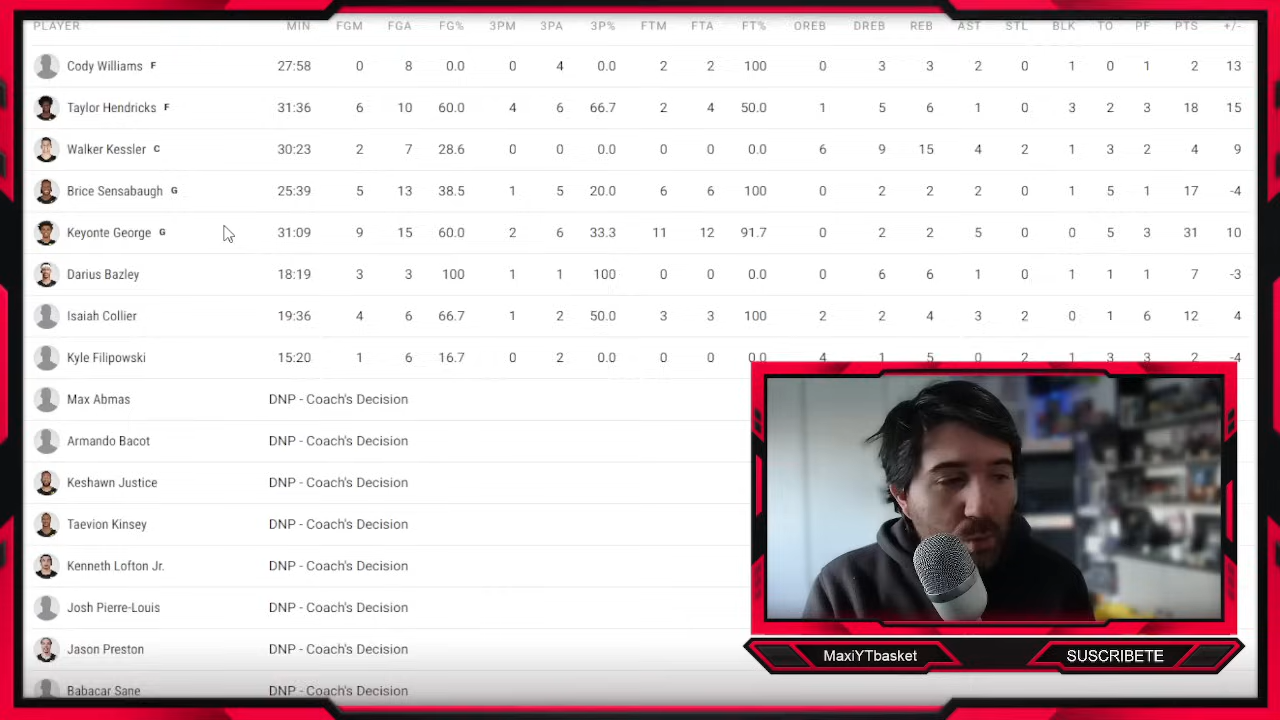 PLAYER MIN FGM FGA FG% 3PM 3PA 3P% FTM FTA FT% OREB DREB REB AST STL BLK TO PF PTS +/-
Cody Williams F 27:58 0 8 0.0 0 4 0.0 2 2 100 0 3 3 2 0 1 0 1 2 13
Taylor Hendricks F 31:36 6 10 60.0 4 6 66.7 2 4 50.0 1 5 6 1 0 3 2 3 18 15
Walker Kessler C 30:23 2 7 28.6 0 0 0.0 0 0 0.0 6 9 15 4 2 1 3 2 4 9
Brice Sensabaugh G 25:39 5 13 38.5 1 5 20.0 6 6 100 0 2 2 2 0 1 5 1 17 -4
Keyonte George G 31:09 9 15 60.0 2 6 33.3 11 12 91.7 0 2 2 5 0 0 5 3 31 10
Darius Bazley 18:19 3 3 100 1 1 100 0 0 0.0 0 6 6 1 0 1 1 1 7 -3
Isaiah Collier 19:36 4 6 66.7 1 2 50.0 3 3 100 2 2 4 3 2 0 1 6 12 4
Kyle Filipowski 15:20 1 6 16.7 0 2 0.0 0 0 0.0 4 1 5 0 2 1 3 3 2 -4
Max Abmas DNP - Coach's Decision
Armando Bacot DNP - Coach's Decision
Keshawn Justice DNP - Coach's Decision
Taevion Kinsey DNP - Coach's Decision
Kenneth Lofton Jr. DNP - Coach's Decision
Josh Pierre-Louis DNP - Coach's Decision
Jason Preston DNP - Coach's Decision
Babacar Sane DNP - Coach's Decision
MaxiYTbasket SUSCRIBETE